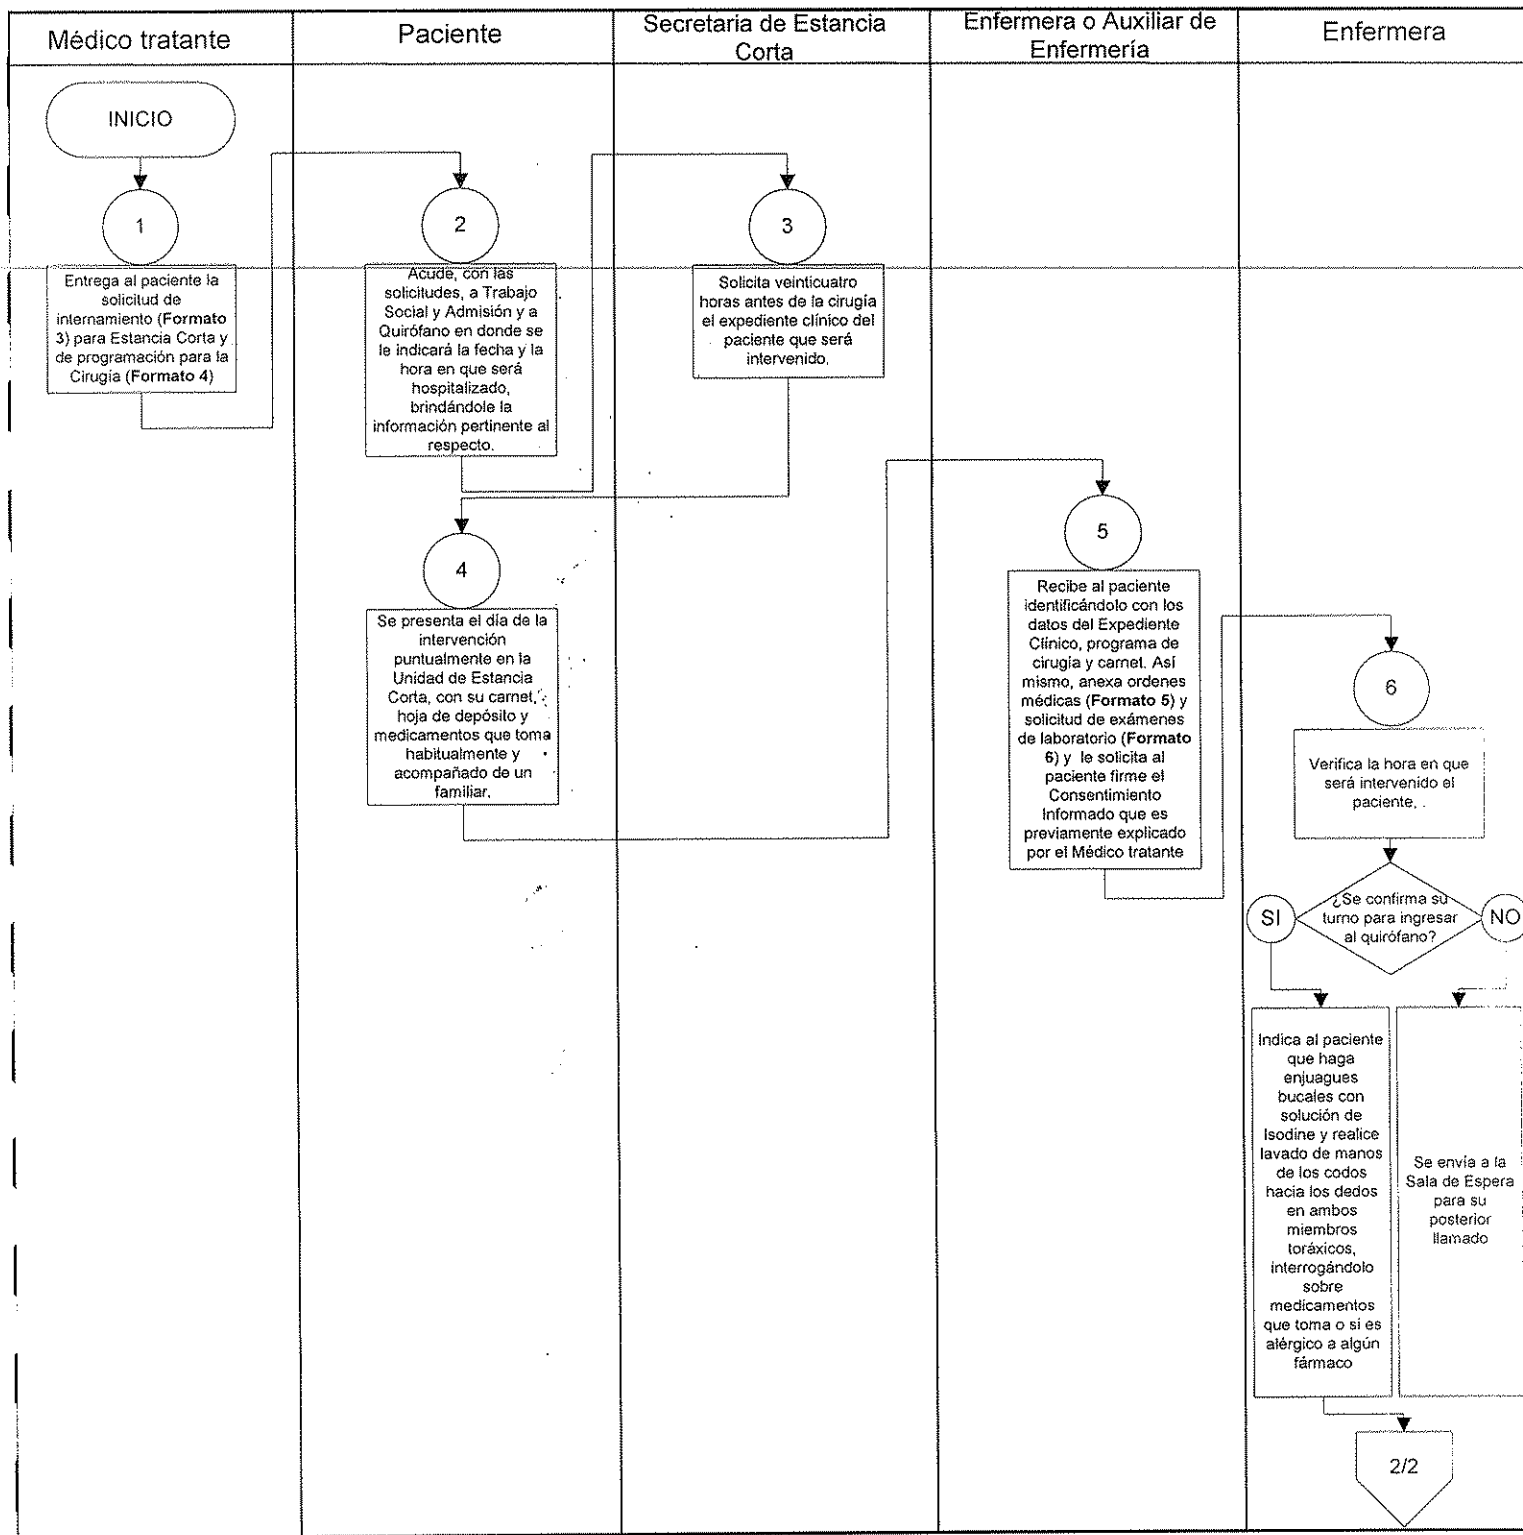 Médico tratante
Paciente
Secretaria de Estancia
Corta
Enfermera o Auxiliar de
Enfermería
Enfermera
INICIO
1
Entrega al paciente la
solicitud de
internamiento (Formato
3) para Estancia Corta y
de programación para la
Cirugía (Formato 4)
2
Acude, con las
solicitudes, a Trabajo
Social y Admisión y a
Quirófano en donde se
le indicará la fecha y la
hora en que será
hospitalizado,
brindándole la
información pertinente al
respecto.
3
Solicita veinticuatro
horas antes de la cirugía
el expediente clínico del
paciente que será
intervenido.
4
Se presenta el día de la
intervención
puntualmente en la
Unidad de Estancia
Corta, con su carnet,
hoja de depósito y
medicamentos que toma
habitualmente y
acompañado de un
familiar.
5
Recibe al paciente
identificándolo con los
datos del Expediente
Clínico, programa de
cirugía y carnet. Así
mismo, anexa ordenes
médicas (Formato 5) y
solicitud de exámenes
de laboratorio (Formato
6) y le solicita al
paciente firme el
Consentimiento
Informado que es
previamente explicado
por el Médico tratante
6
Verifica la hora en que
será intervenido el
paciente, .
¿Se confirma su
turno para ingresar
al quirófano?
SI
NO
Indica al paciente
que haga
enjuagues
bucales con
solución de
Isodine y realice
lavado de manos
de los codos
hacia los dedos
en ambos
miembros
toráxicos,
interrogándolo
sobre
medicamentos
que toma o si es
alérgico a algún
fármaco
Se envía a la
Sala de Espera
para su
posterior
llamado
2/2